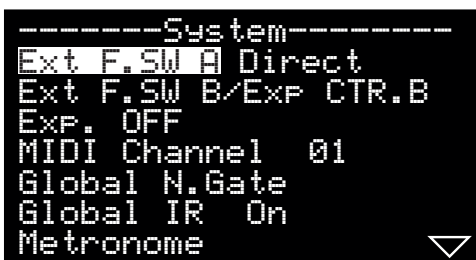 -------System--------
Ext F.SW A Direct
Ext F.SW B/Exp CTR.B
Exp. OFF
MIDI Channel 01
Global N.Gate
Global IR On
Metronome